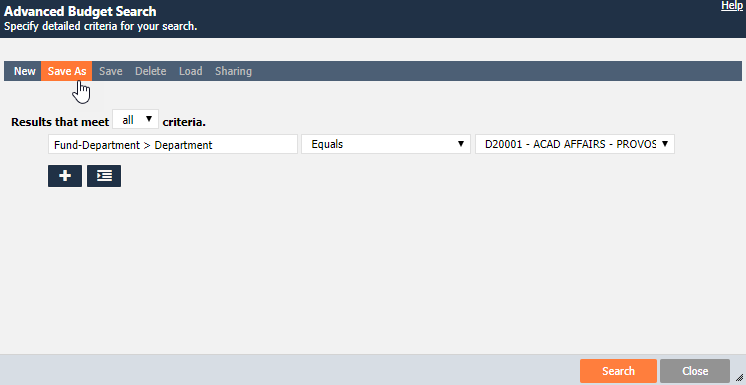 Advanced Budget Search
Help
Specify detailed criteria for your search.
New Save As Save Delete Load Sharing
Results that meet all criteria.
Fund-Department > Department Equals D20001 - ACAD AFFAIRS - PROVOS
Search Close